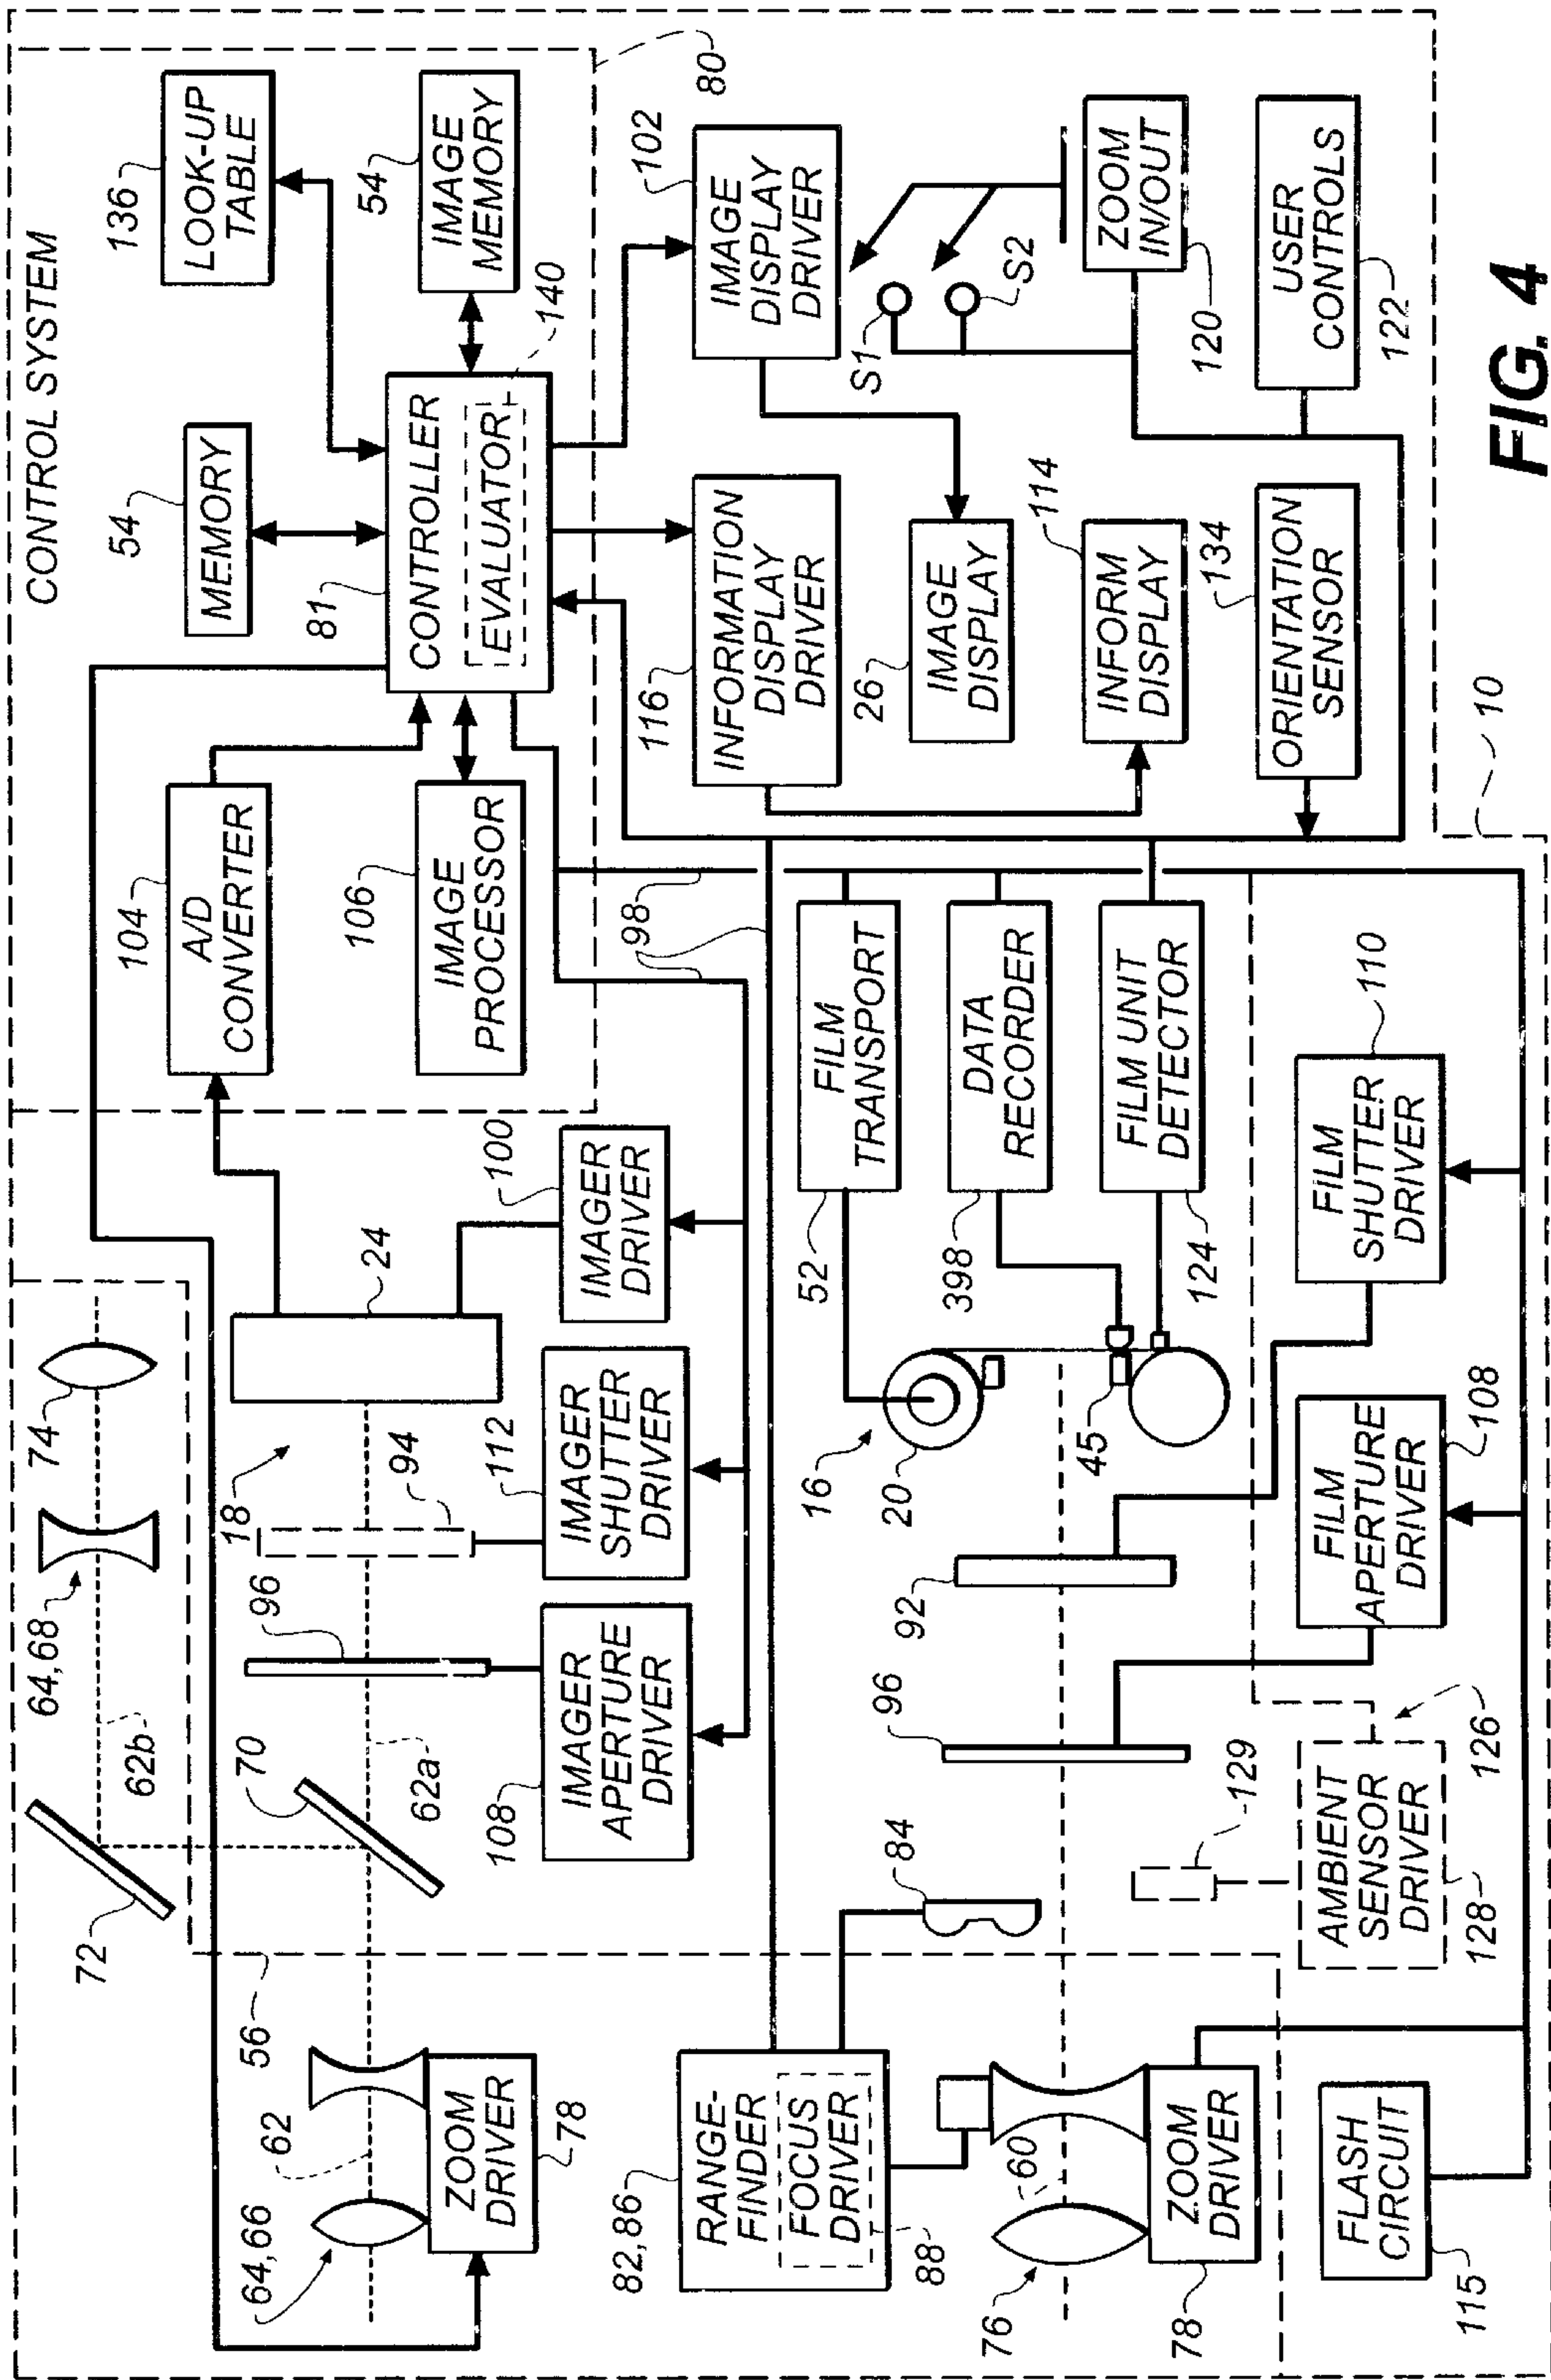 CONTROL SYSTEM
136
LOOK-UP
TABLE
54
MEMORY
54
IMAGE
MEMORY
80
81
CONTROLLER
EVALUATOR
140
104
A/D
CONVERTER
106
IMAGE
PROCESSOR
102
IMAGE
DISPLAY
DRIVER
116
INFORMATION
DISPLAY
DRIVER
26
IMAGE
DISPLAY
114
INFORM
DISPLAY
S1
S2
ZOOM
IN/OUT
120
USER
CONTROLS
122
134
ORIENTATION
SENSOR
10
98
74
64,68
62b
72
18
24
94
96
70
62a
56
100
IMAGER
DRIVER
112
IMAGER
SHUTTER
DRIVER
108
IMAGER
APERTURE
DRIVER
62
64,66
ZOOM
DRIVER
78
FILM
TRANSPORT
52
DATA
RECORDER
398
FILM UNIT
DETECTOR
124
16
20
45
92
96
84
110
FILM
SHUTTER
DRIVER
108
FILM
APERTURE
DRIVER
126
129
AMBIENT
SENSOR
DRIVER
128
82,86
RANGE-
FINDER
FOCUS
DRIVER
88
60
76
ZOOM
DRIVER
78
FLASH
CIRCUIT
115
FIG. 4